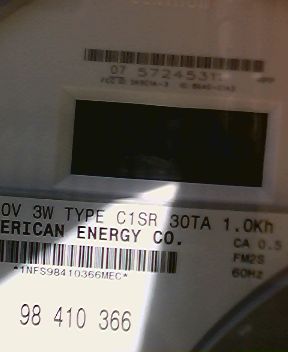 07 5724531
0V 3W TYPE C1SR 30TA 1.0Kh
ERICAN ENERGY CO.
CA 0.5
*1NFS98410366MEC*
FM2S
60Hz
98 410 366